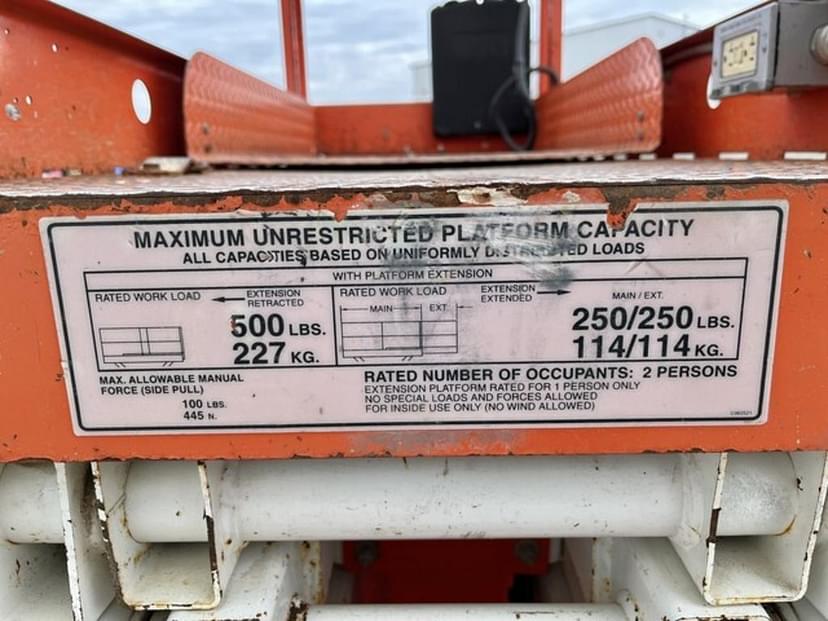 MAXIMUM UNRESTRICTED PLATFORM CAPACITY
ALL CAPACITIES BASED ON UNIFORMLY DISTRIBUTED LOADS
WITH PLATFORM EXTENSION
RATED WORK LOAD
EXTENSION
RETRACTED
500 LBS.
227 KG.
RATED WORK LOAD
EXTENSION
EXTENDED
MAIN
EXT.
MAIN / EXT.
250/250 LBS.
114/114 KG.
MAX. ALLOWABLE MANUAL
FORCE (SIDE PULL)
100 LBS.
445 N.
RATED NUMBER OF OCCUPANTS: 2 PERSONS
EXTENSION PLATFORM RATED FOR 1 PERSON ONLY
NO SPECIAL LOADS AND FORCES ALLOWED
FOR INSIDE USE ONLY (NO WIND ALLOWED)